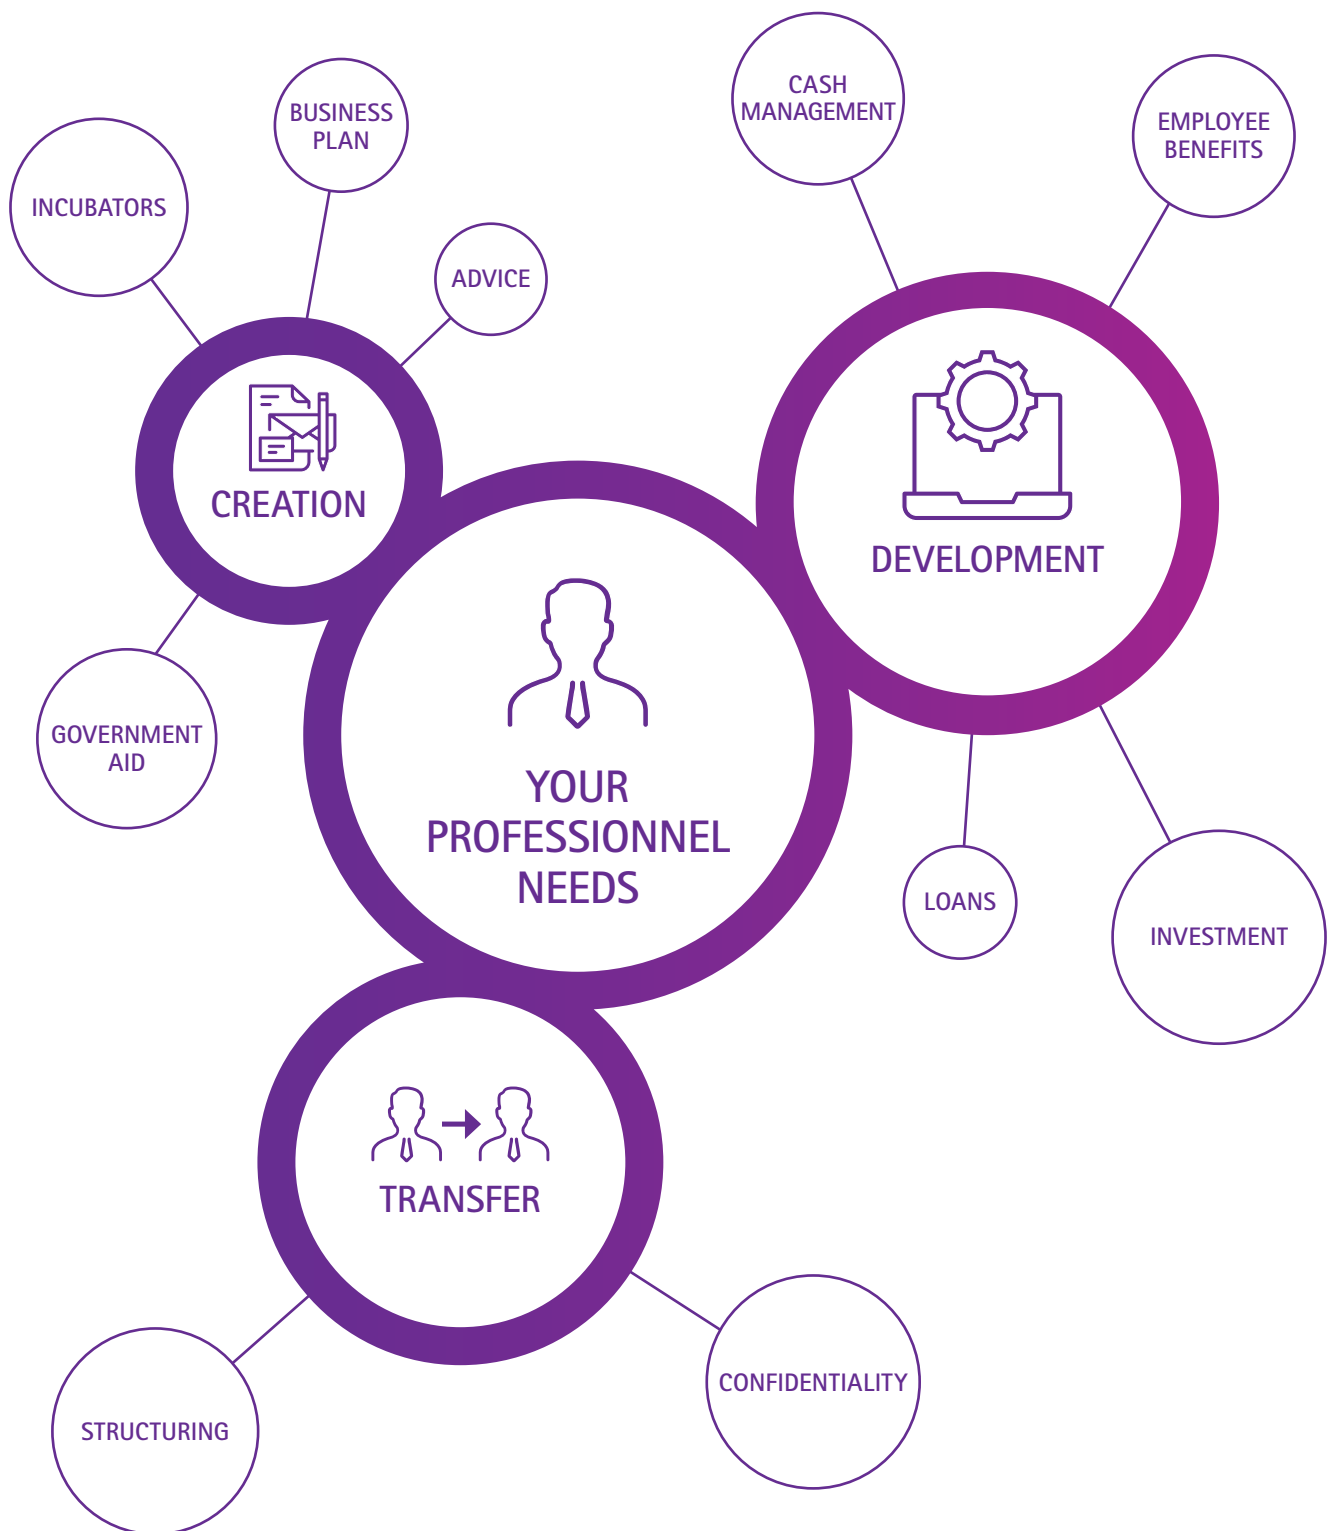 CASH
MANAGEMENT
BUSINESS
PLAN
EMPLOYEE
BENEFITS
INCUBATORS
ADVICE
CREATION
DEVELOPMENT
GOVERNMENT
AID
YOUR
PROFESSIONNEL
NEEDS
LOANS
INVESTMENT
TRANSFER
CONFIDENTIALITY
STRUCTURING